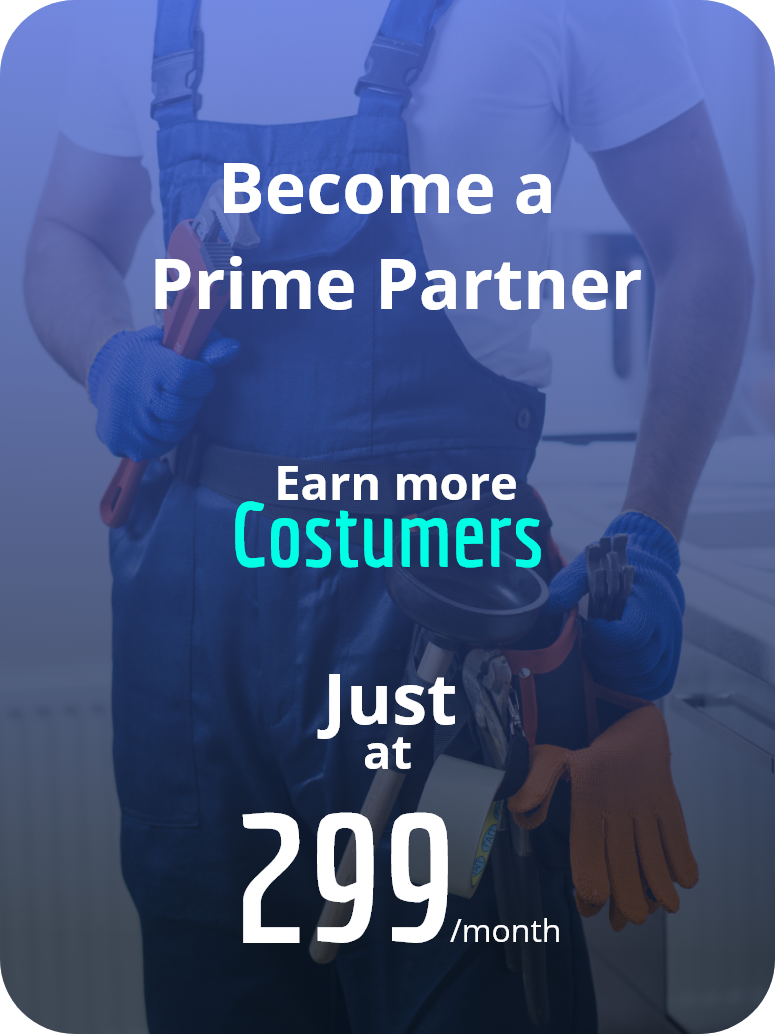 Become a
Prime Partner
Earn more
Costumers
Just
at
299/month